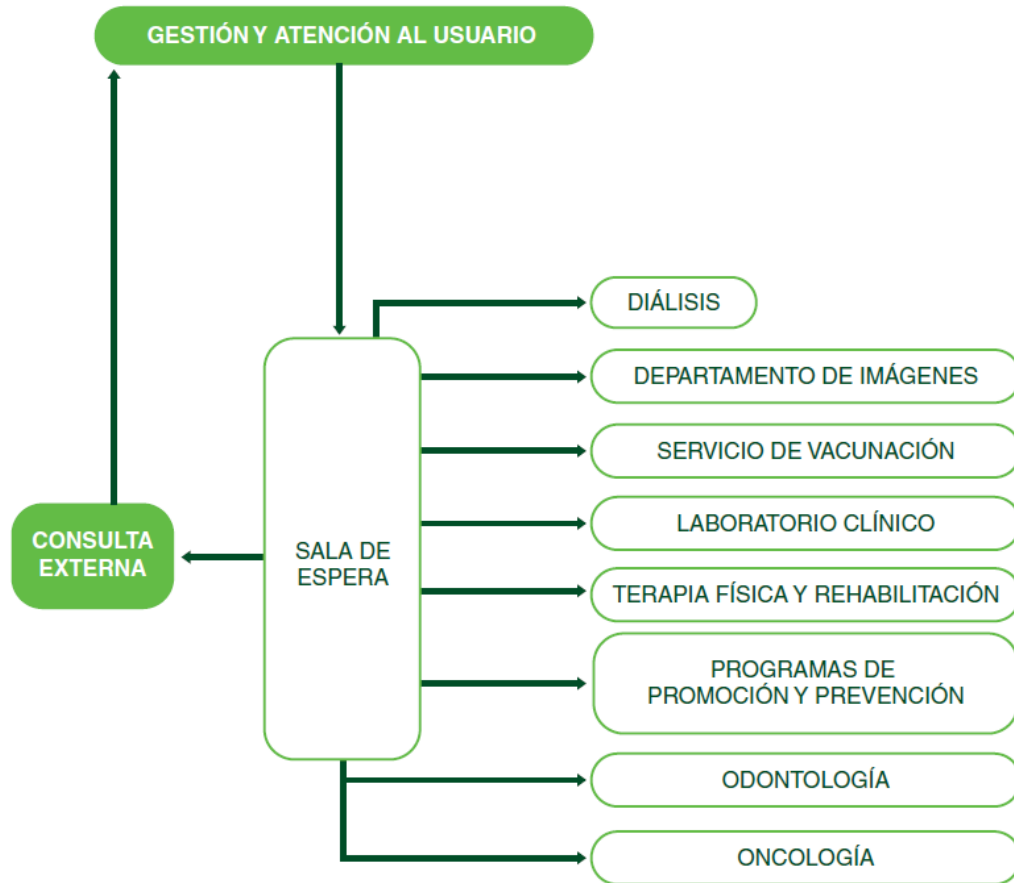 GESTIÓN Y ATENCIÓN AL USUARIO
DIÁLISIS
DEPARTAMENTO DE IMÁGENES
SERVICIO DE VACUNACIÓN
LABORATORIO CLÍNICO
CONSULTA
EXTERNA
SALA DE
ESPERA
TERAPIA FÍSICA Y REHABILITACIÓN
PROGRAMAS DE
PROMOCIÓN Y PREVENCIÓN
ODONTOLOGÍA
ONCOLOGÍA